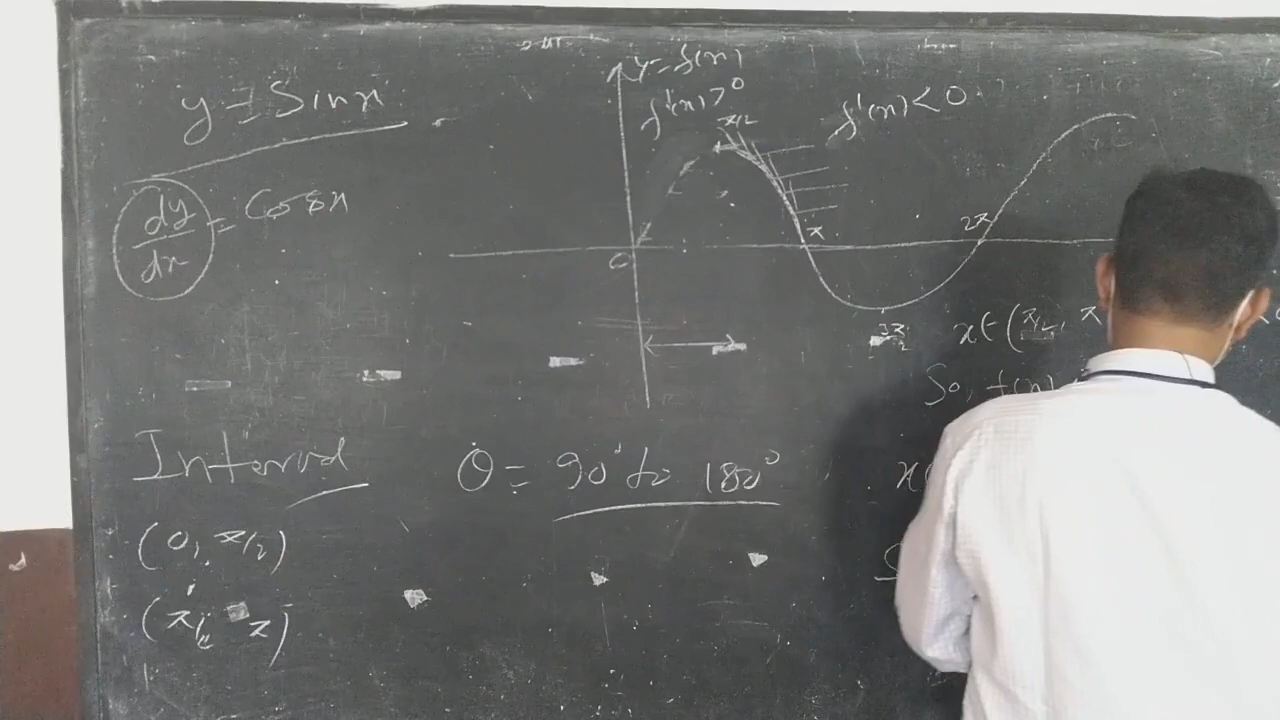 y = Sinx
dy/dx = Cosx
y=f(x)
f'(x)>0
π/2
f'(x)<0
π
2π
O
3π/2
x∈(π/2, π
So, f(x)
Interval
θ = 90° to 180°
(0, π/2)
(π/2 π)